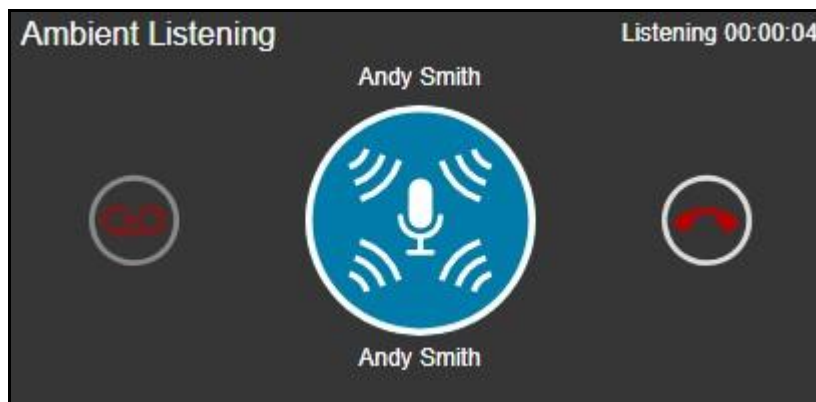 Ambient Listening
Listening 00:00:04
Andy Smith
Andy Smith